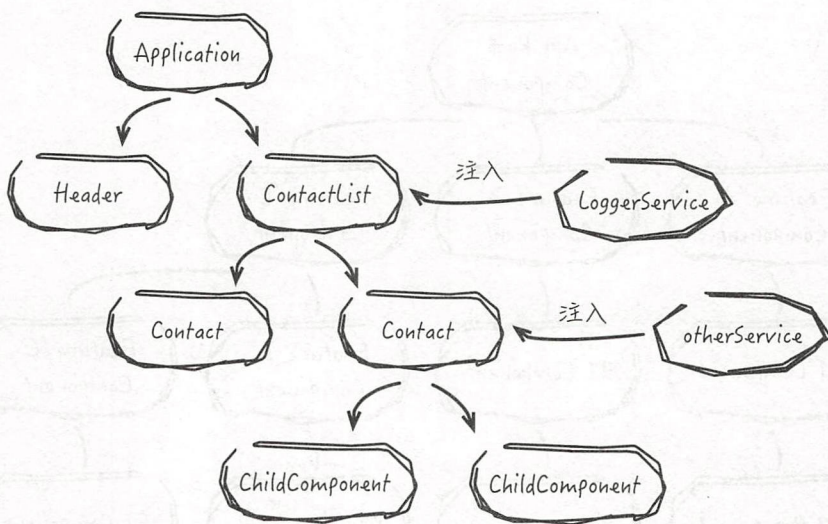 Application
Header
ContactList
注入
LoggerService
Contact
Contact
注入
otherService
ChildComponent
ChildComponent